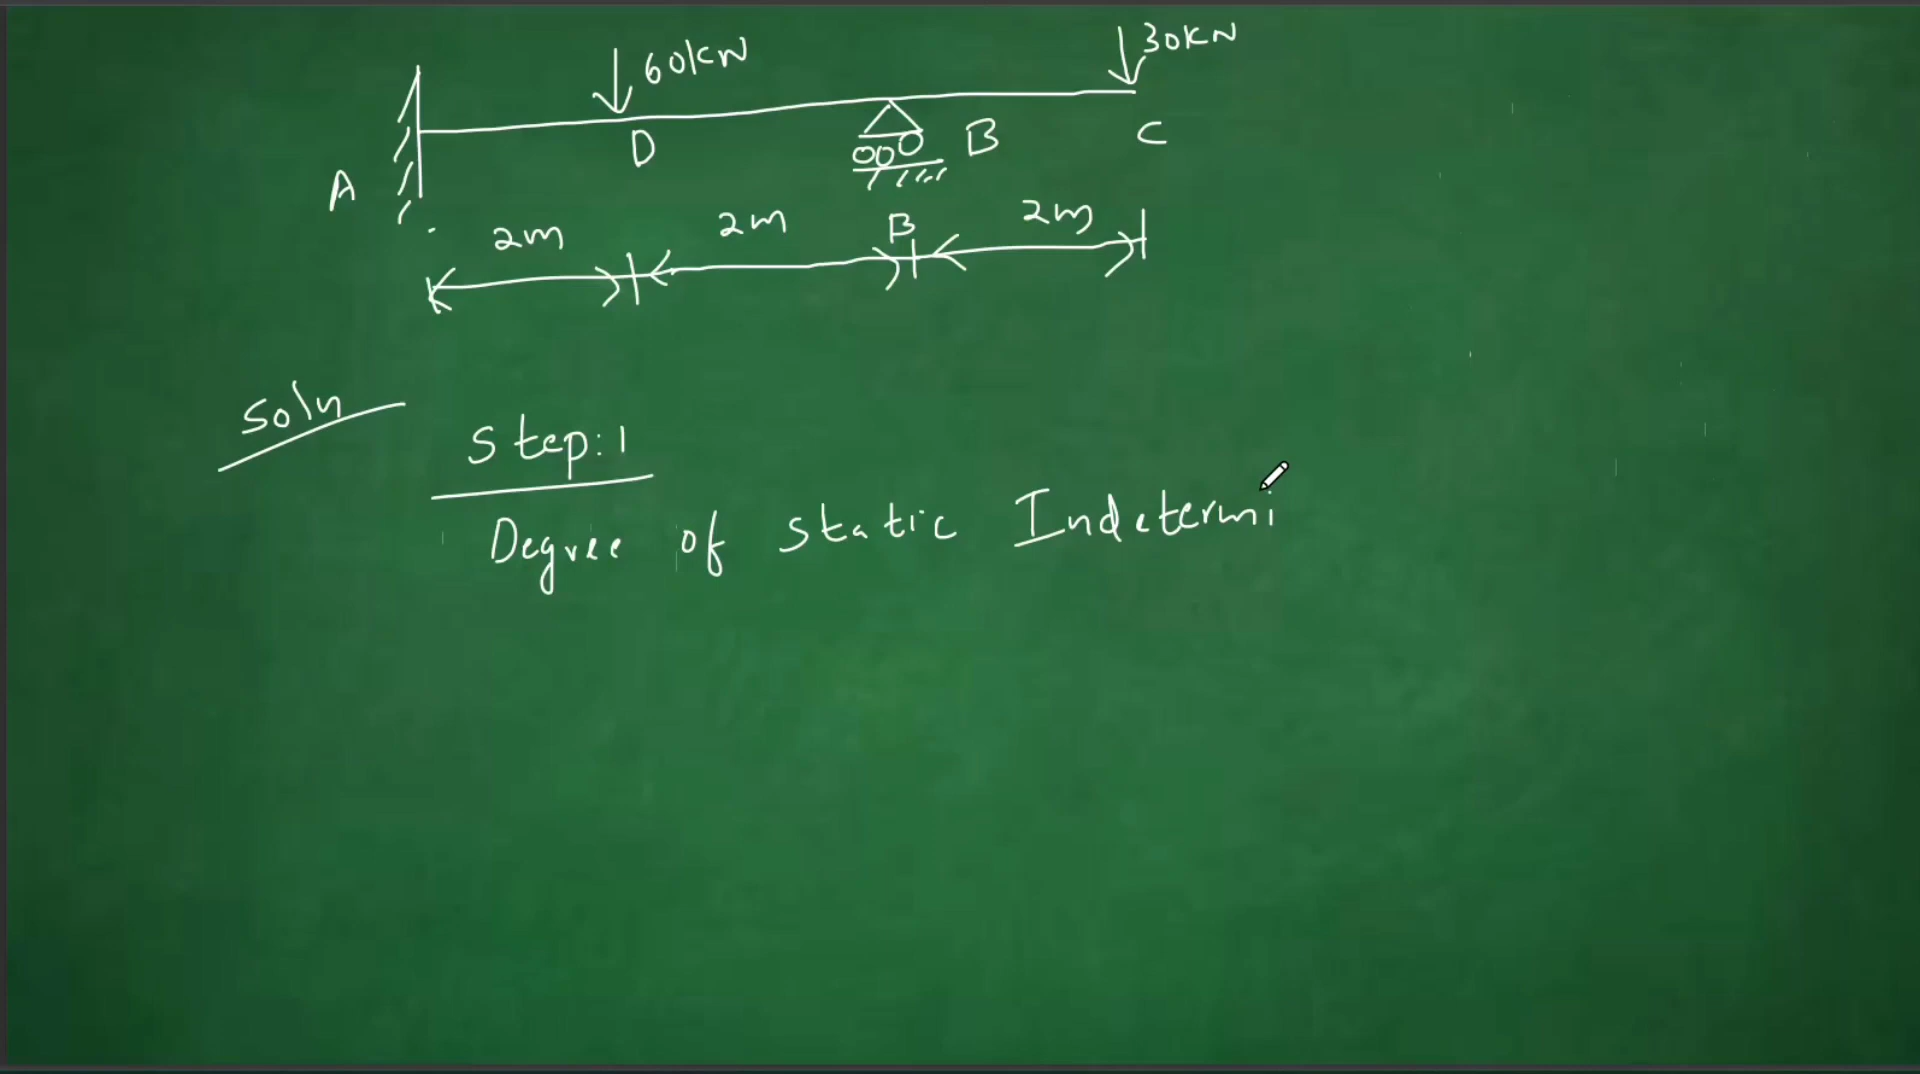 60kN
30kN
D
B
C
A
2m
2m
B
2m
Soln
Step:1
Degree of static Indetermi